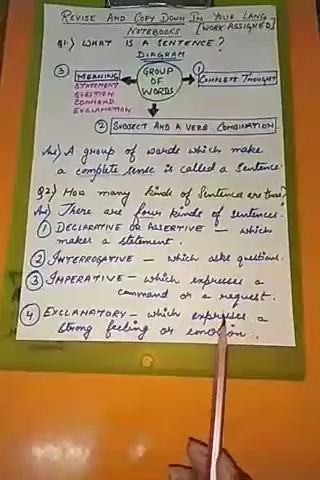 REVISE AND COPY DOWN IN YOUR LANG.
NOTEBOOKS [WORK ASSIGNED]
Q1. WHAT IS A SENTENCE?
DIAGRAM
③ MEANING
STATEMENT
QUESTION
COMMAND
EXCLANATION
GROUP
OF
WORDS
①
COMPLETE THOUGHT
② SUBJECT AND A VERB COMBINATION
Ans) A group of words which make
a complete sense is called a sentence.
Q2) How many kind of sentence are there?
Ans) There are four kinds of sentences.
① DECLARATIVE OR ASSERTIVE – which
makes a statement.
② INTERROGATIVE – which asks questions.
③ IMPERATIVE – which expresses a
command or a request.
④ EXCLANATORY – which expresses a
strong feeling or emotion.